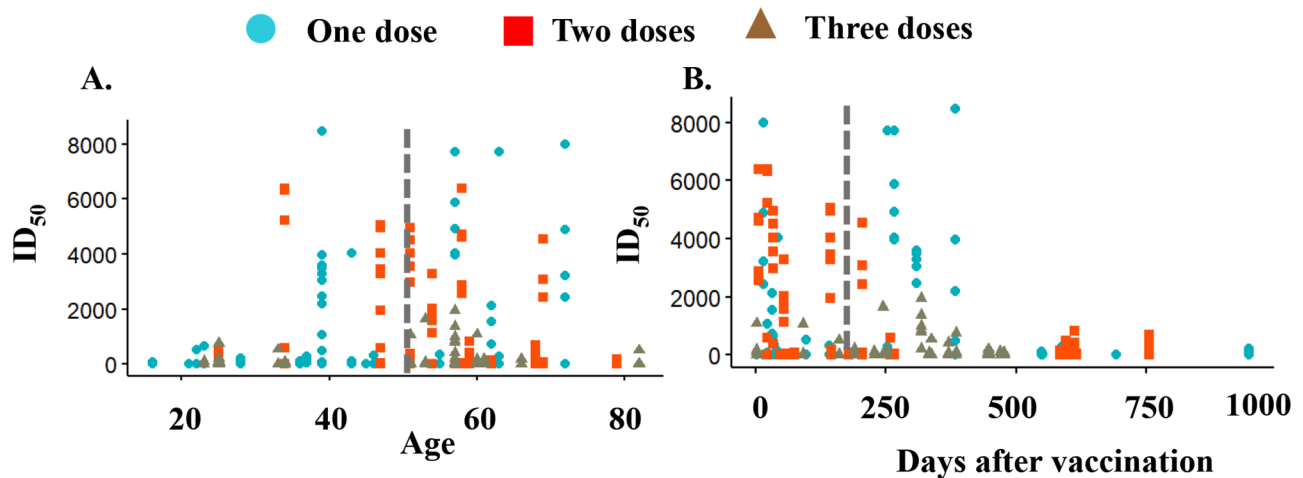 One dose Two doses Three doses
A.
8000
6000
4000
2000
0
ID50
20 40 60 80
Age
B.
8000
6000
4000
2000
0
ID50
0 250 500 750 1000
Days after vaccination